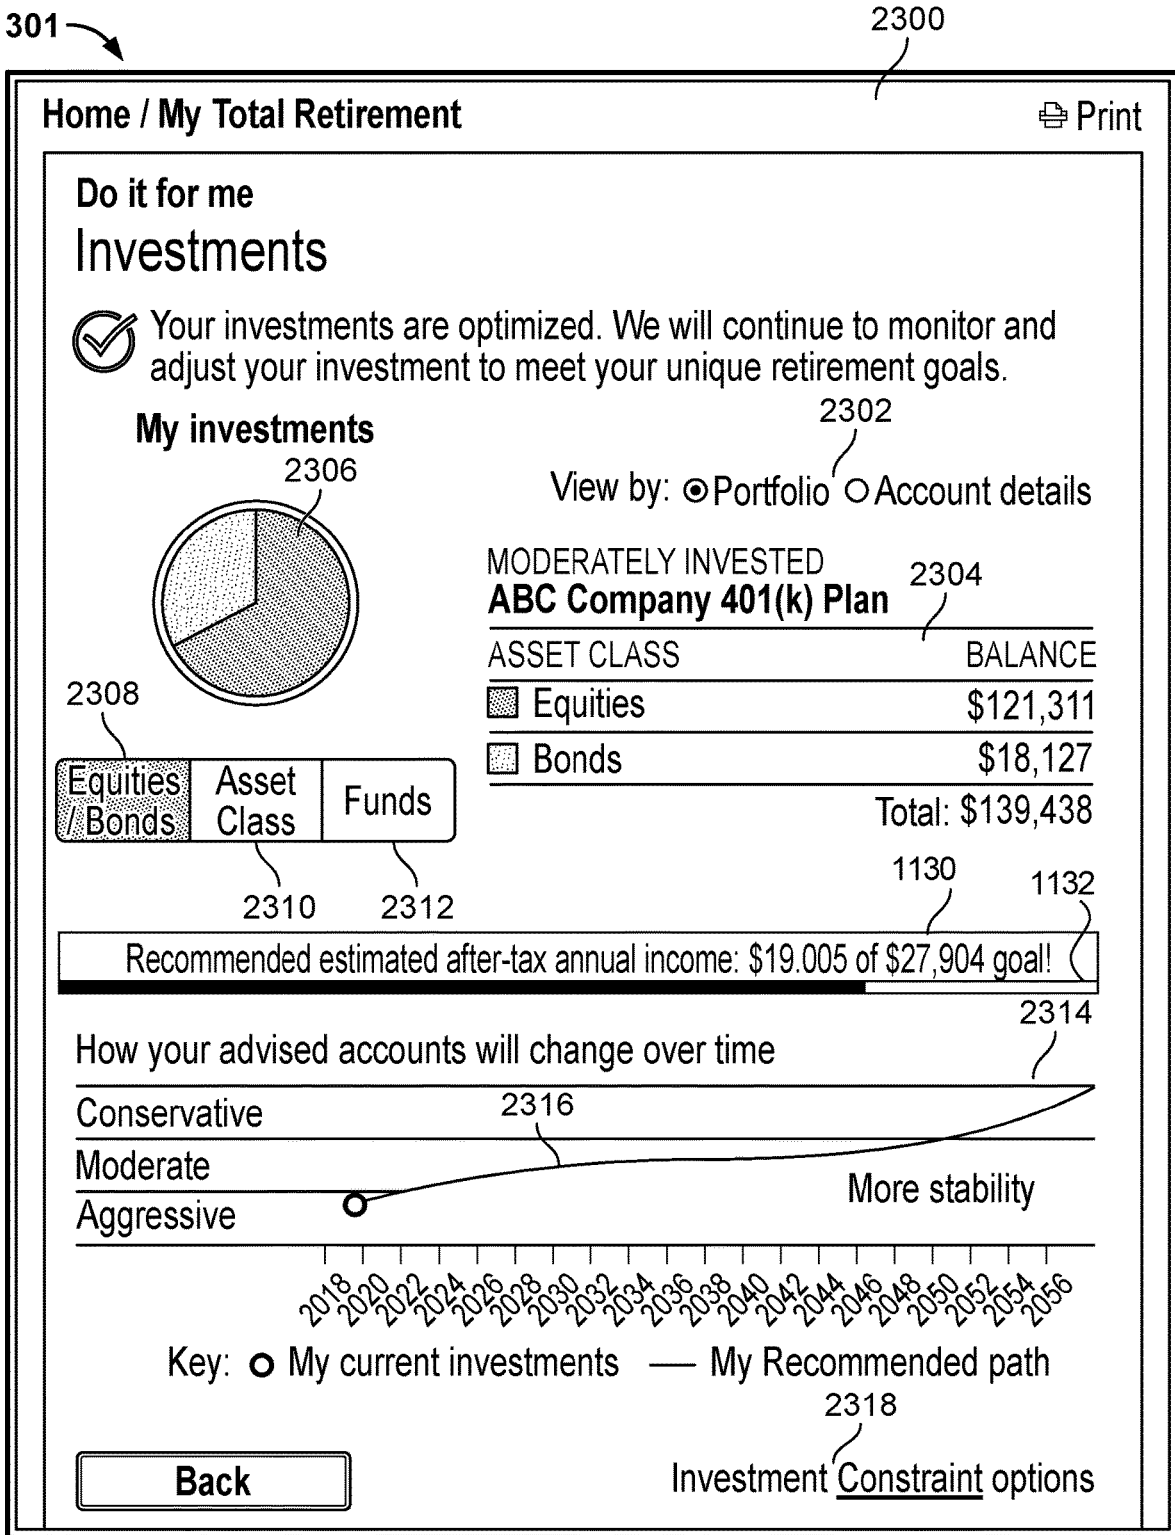 301
2300
Home / My Total Retirement
Print
Do it for me
Investments
Your investments are optimized. We will continue to monitor and
adjust your investment to meet your unique retirement goals.
My investments
2302
2306
View by: Portfolio Account details
MODERATELY INVESTED
2304
ABC Company 401(k) Plan
ASSET CLASS BALANCE
Equities $121,311
Bonds $18,127
Total: $139,438
2308
Equities
/ Bonds
Asset
Class
Funds
2310
2312
1130
1132
Recommended estimated after-tax annual income: $19.005 of $27,904 goal!
2314
How your advised accounts will change over time
Conservative
2316
Moderate
More stability
Aggressive
2018 2020 2022 2024 2026 2028 2030 2032 2034 2036 2038 2040 2042 2044 2046 2048 2050 2052 2054 2056
Key: My current investments My Recommended path
2318
Back
Investment Constraint options